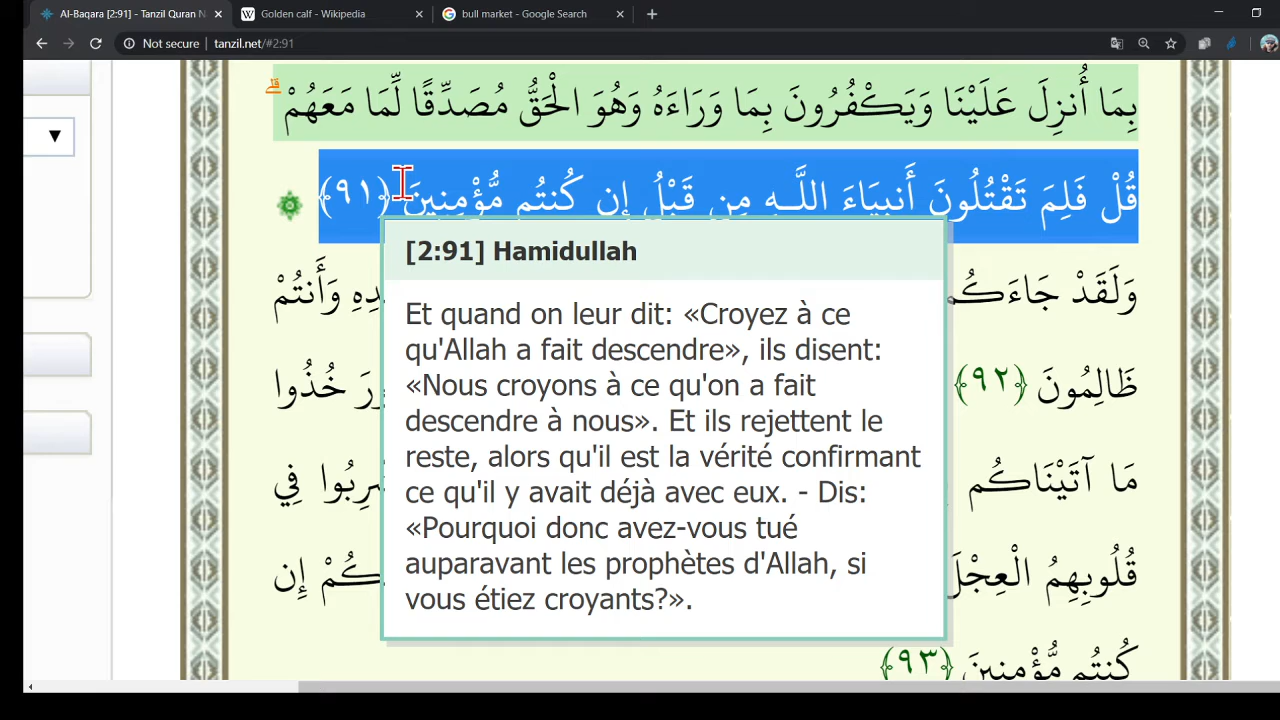 Al-Baqara [2:91] - Tanzil Quran N
Golden calf - Wikipedia
bull market - Google Search
Not secure | tanzil.net/#2:91
بِمَا أُنزِلَ عَلَيْنَا وَيَكْفُرُونَ بِمَا وَرَاءَهُ وَهُوَ الْحَقُّ مُصَدِّقًا لِّمَا مَعَهُمْ ۗ
قُلْ فَلِمَ تَقْتُلُونَ أَنبِيَاءَ اللَّـهِ مِن قَبْلُ إِن كُنتُم مُّؤْمِنِينَ ﴿٩١﴾ ۞
[2:91] Hamidullah
Et quand on leur dit: «Croyez à ce
qu'Allah a fait descendre», ils disent:
«Nous croyons à ce qu'on a fait
descendre à nous». Et ils rejettent le
reste, alors qu'il est la vérité confirmant
ce qu'il y avait déjà avec eux. - Dis:
«Pourquoi donc avez-vous tué
auparavant les prophètes d'Allah, si
vous étiez croyants?».
وَلَقَدْ جَاءَكُم وَأَنتُمْ
ظَالِمُونَ ﴿٩٢﴾ خُذُوا
مَا آتَيْنَاكُم فِي
قُلُوبِهِمُ الْعِجْلَ إِن
كُنتُم مُّؤْمِنِينَ ﴿٩٣﴾